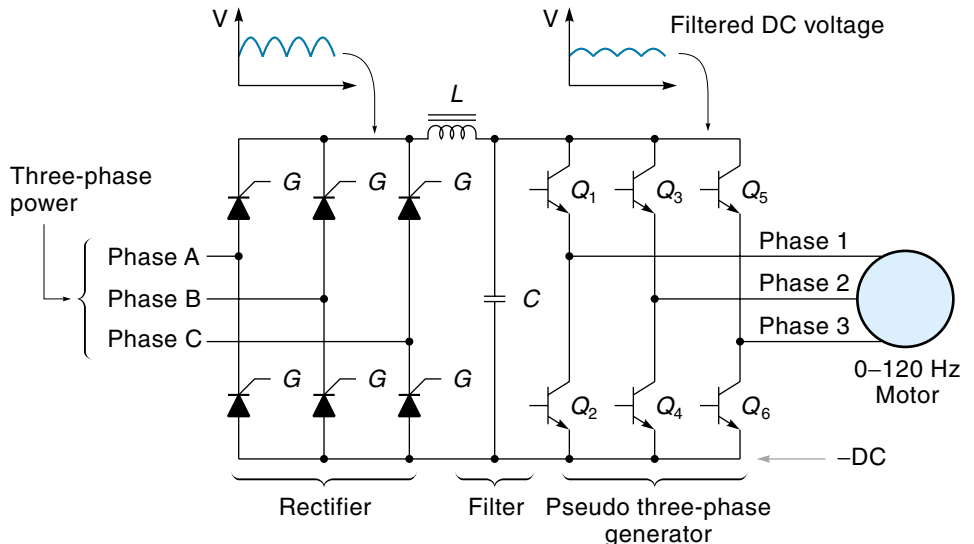 V
V
Filtered DC voltage
L
Three-phase
power
G
G
G
Q1
Q3
Q5
Phase A
Phase 1
Phase B
C
Phase 2
Phase C
Phase 3
0–120 Hz
Motor
G
G
G
Q2
Q4
Q6
–DC
Rectifier
Filter
Pseudo three-phase
generator